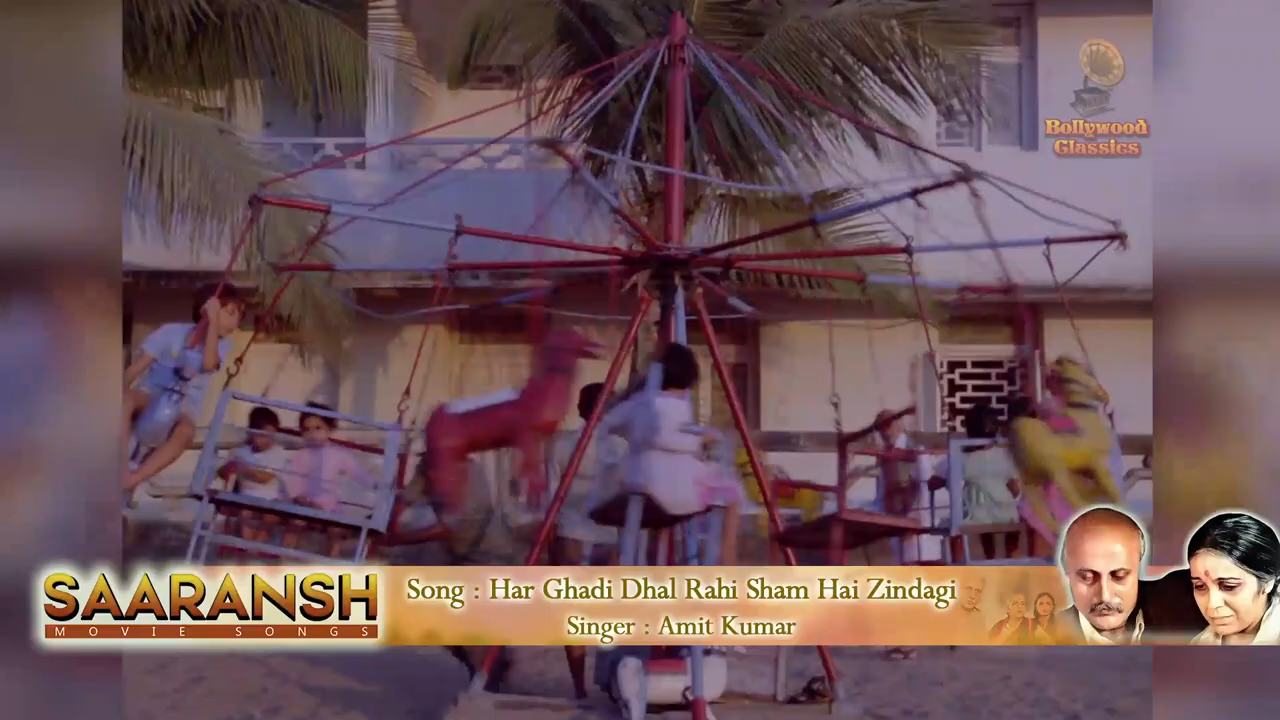 Bollywood
Classics
SAARANSH
MOVIE SONGS
Song : Har Ghadi Dhal Rahi Sham Hai Zindagi
Singer : Amit Kumar